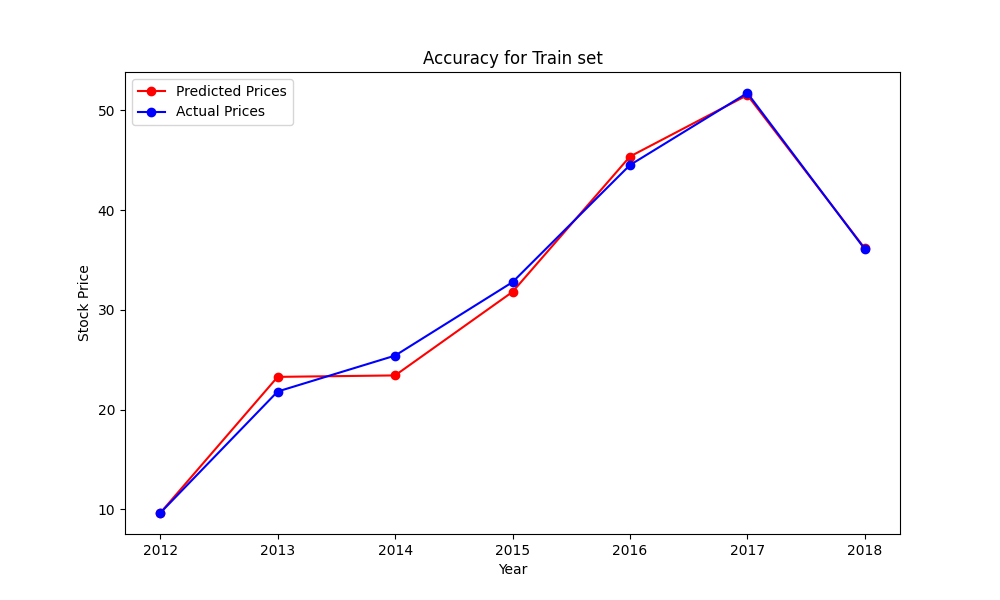 Accuracy for Train set
Predicted Prices
Actual Prices
Stock Price
50
40
30
20
10
2012 2013 2014 2015 2016 2017 2018
Year